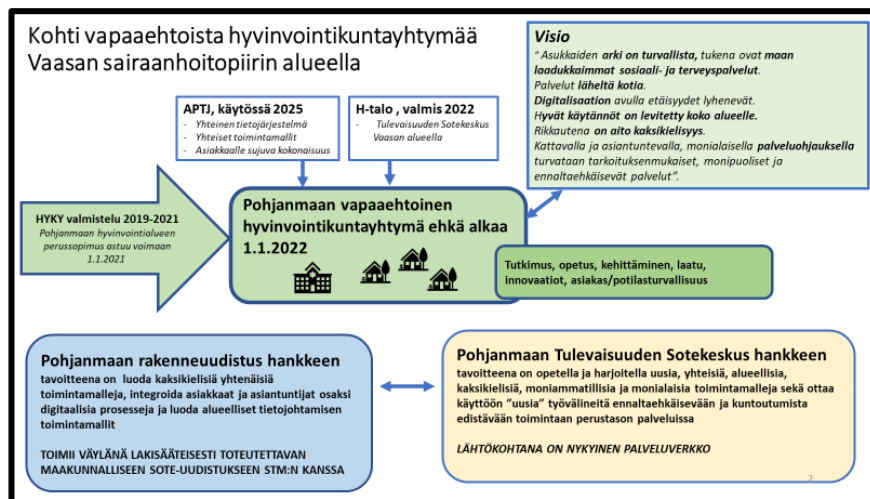 Kohti vapaaehtoista hyvinvointikuntayhtymää
Vaasan sairaanhoitopiirin alueella
Visio
" Asukkaiden arki on turvallista, tukena ovat maan
laadukkaimmat sosiaali- ja terveyspalvelut.
Palvelut läheltä kotia.
Digitalisaation avulla etäisyydet lyhenevät.
Hyvät käytännöt on levitetty koko alueelle.
Rikkautena on aito kaksikielisyys.
Kattavalla ja asiantuntevalla, monialaisella palveluohjauksella
turvataan tarkoituksenmukaiset, monipuoliset ja
ennaltaehkäisevät palvelut".
APTJ, käytössä 2025
- Yhteinen tietojärjestelmä
- Yhteiset toimintamallit
- Asiakkaalle sujuva kokonaisuus
H-talo , valmis 2022
- Tulevaisuuden Sotekeskus
Vaasan alueella
HYKY valmistelu 2019-2021
Pohjanmaan hyvinvointialueen
perussopimus astuu voimaan
1.1.2021
Pohjanmaan vapaaehtoinen
hyvinvointikuntayhtymä ehkä alkaa
1.1.2022
Tutkimus, opetus, kehittäminen, laatu,
innovaatiot, asiakas/potilasturvallisuus
Pohjanmaan rakenneuudistus hankkeen
tavoitteena on luoda kaksikielisiä yhtenäisiä
toimintamalleja, integroida asiakkaat ja asiantuntijat osaksi
digitaalisia prosesseja ja luoda alueelliset tietojohtamisen
toimintamallit
TOIMII VÄYLÄNÄ LAKISÄÄTEISESTI TOTEUTETTAVAN
MAAKUNNALLISEEN SOTE-UUDISTUKSEEN STM:N KANSSA
Pohjanmaan Tulevaisuuden Sotekeskus hankkeen
tavoitteena on opetella ja harjoitella uusia, yhteisiä, alueellisia,
kaksikielisiä, moniammatillisia ja monialaisia toimintamalleja sekä ottaa
käyttöön "uusia" työvälineitä ennaltaehkäisevään ja kuntoutumista
edistävään toimintaan perustason palveluissa
LÄHTÖKOHTANA ON NYKYINEN PALVELUVERKKO
2